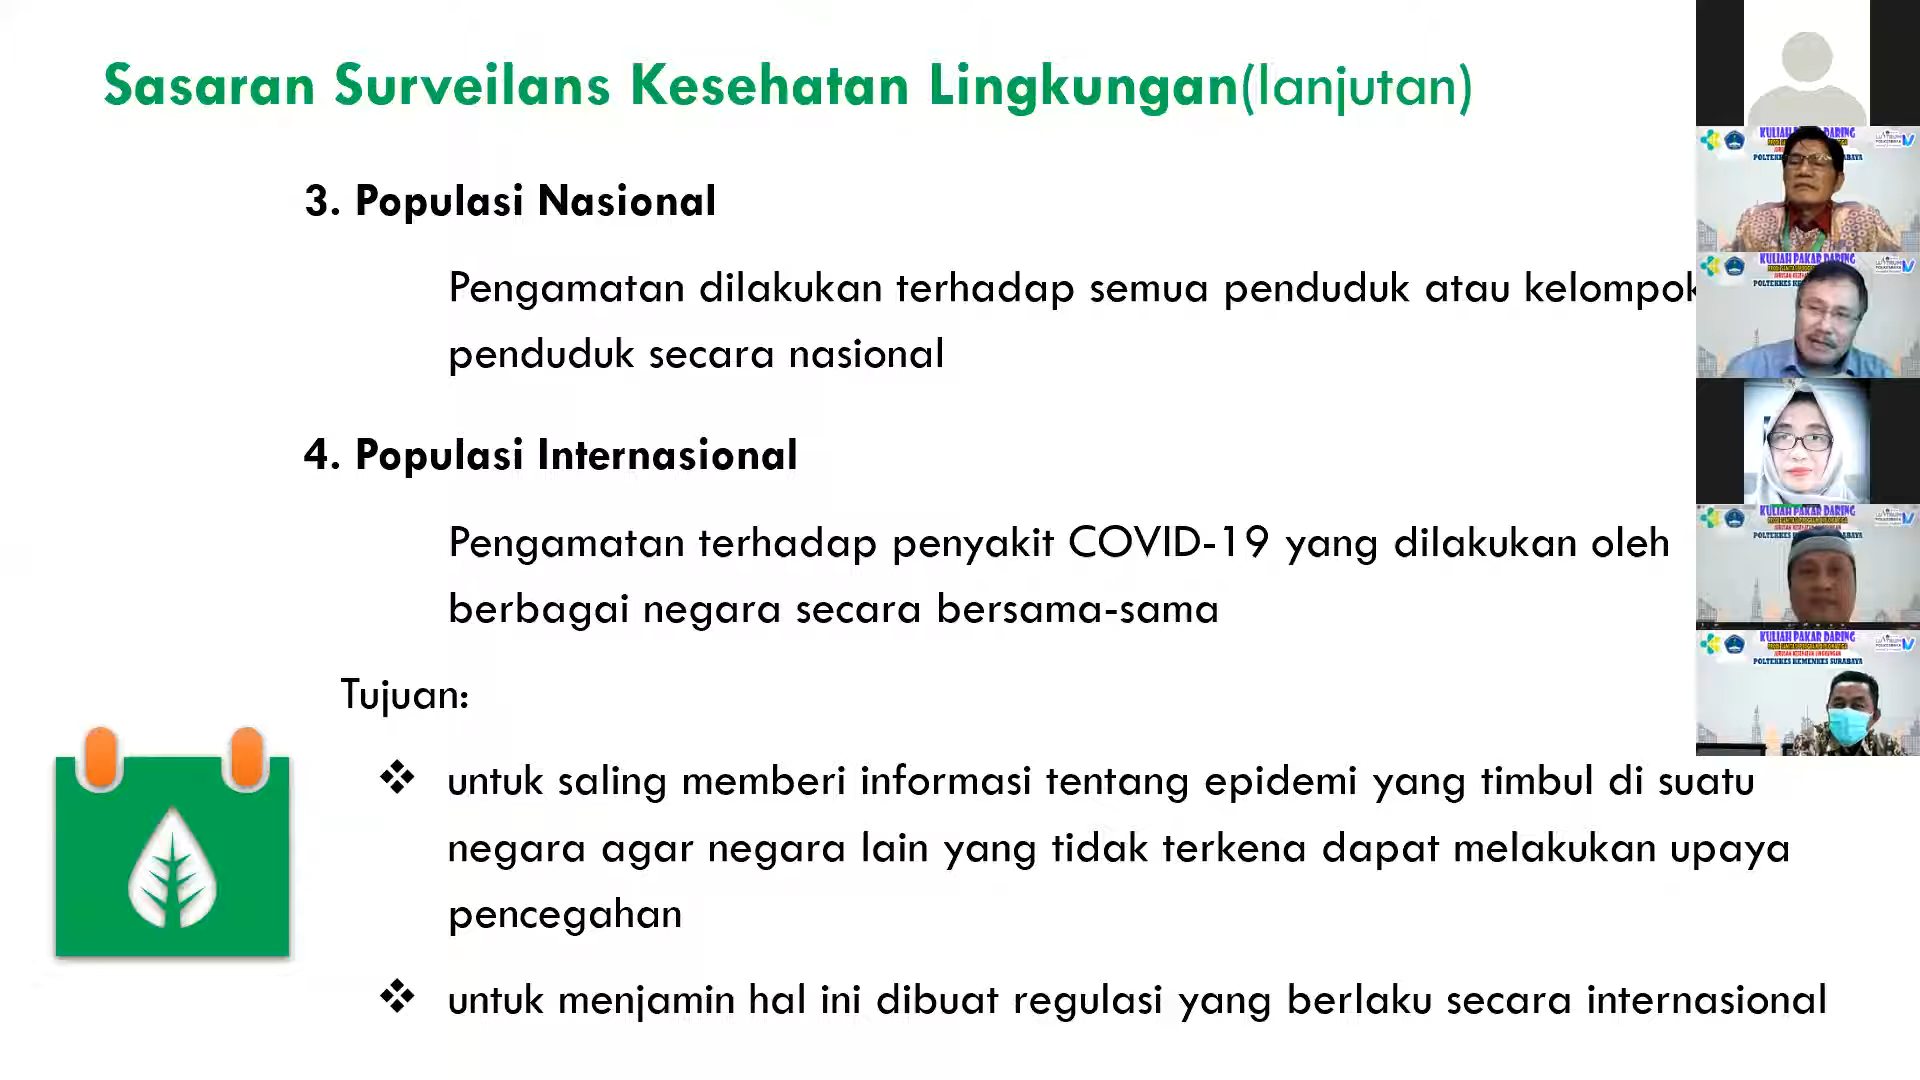 Sasaran Surveilans Kesehatan Lingkungan(lanjutan)
3. Populasi Nasional
Pengamatan dilakukan terhadap semua penduduk atau kelompok
penduduk secara nasional
4. Populasi Internasional
Pengamatan terhadap penyakit COVID-19 yang dilakukan oleh
berbagai negara secara bersama-sama
Tujuan:
❖ untuk saling memberi informasi tentang epidemi yang timbul di suatu
negara agar negara lain yang tidak terkena dapat melakukan upaya
pencegahan
❖ untuk menjamin hal ini dibuat regulasi yang berlaku secara internasional
KULIAH PAKAR DARING
KULIAH PAKAR DARING
KULIAH PAKAR DARING
KULIAH PAKAR DARING
JURUSAN KESEHATAN LINGKUNGAN
POLTEKKES KEMENKES SURABAYA